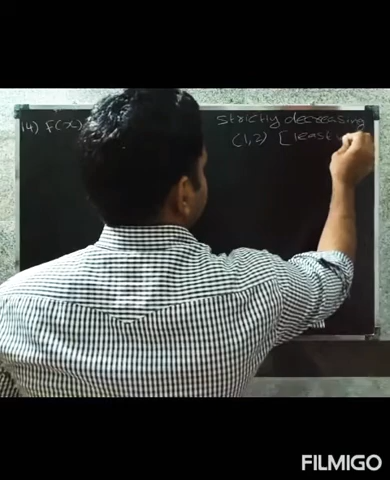 14) f(x) strictly decreasing
(1,2) [ least
FILMIGO